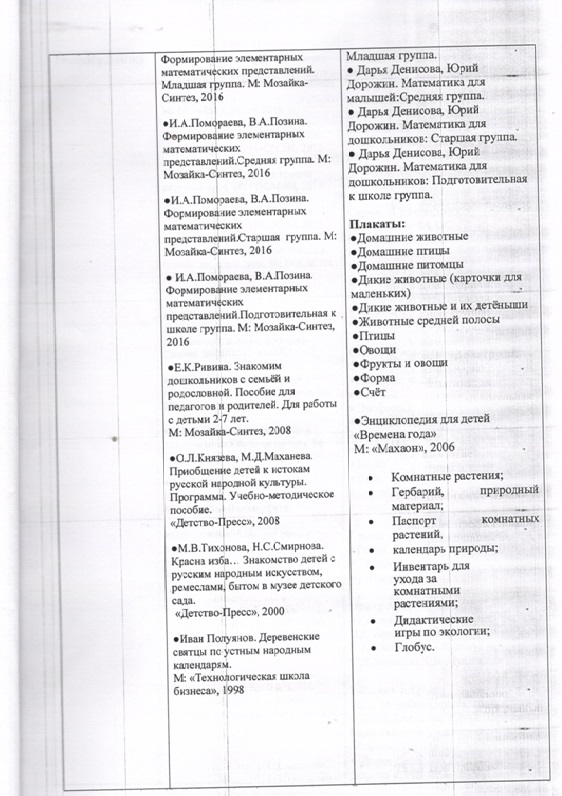 Формирование элементарных
математических представлений.
Младшая группа. М: Мозайка-
Синтез, 2016
●И.А.Помораева, В.А.Позина.
Формирование элементарных
математических
представлений.Средняя группа. М:
Мозайка-Синтез, 2016
●И.А.Помораева, В.А.Позина.
Формирование элементарных
математических
представлений.Старшая группа. М:
Мозайка-Синтез, 2016
● И.А.Помораева, В.А.Позина.
Формирование элементарных
математических
представлений.Подготовительная к
школе группа. М: Мозайка-Синтез,
2016
●Е.К.Ривина. Знакомим
дошкольников с семьёй и
родословной. Пособие для
педагогов и родителей. Для работы
с детьми 2-7 лет.
М: Мозайка-Синтез, 2008
●О.Л.Князева, М.Д.Маханева.
Приобщение детей к истокам
русской народной культуры.
Программа. Учебно-методическое
пособие.
«Детство-Пресс», 2008
●М.В.Тихонова, Н.С.Смирнова.
Красна изба… Знакомство детей с
русским народным искусством,
ремеслами, бытом в музее детского
сада.
«Детство-Пресс», 2000
●Иван Полуянов. Деревенские
святцы по устным народным
календарям.
М: «Технологическая школа
бизнеса», 1998
Младшая группа.
● Дарья Денисова, Юрий
Дорожин. Математика для
малышей:Средняя группа.
● Дарья Денисова, Юрий
Дорожин. Математика для
дошкольников: Старшая группа.
● Дарья Денисова, Юрий
Дорожин. Математика для
дошкольников: Подготовительная
к школе группа.
Плакаты:
●Домашние животные
●Домашние птицы
●Домашние питомцы
●Дикие животные (карточки для
маленьких)
●Дикие животные и их детёныши
●Животные средней полосы
●Птицы
●Овощи
●Фрукты и овощи
●Форма
●Счёт
●Энциклопедия для детей
«Времена года»
М: «Махаон», 2006
• Комнатные растения;
• Гербарий, природный
материал;
• Паспорт комнатных
растений,
• календарь природы;
• Инвентарь для
ухода за
комнатными
растениями;
• Дидактические
игры по экологии;
• Глобус.